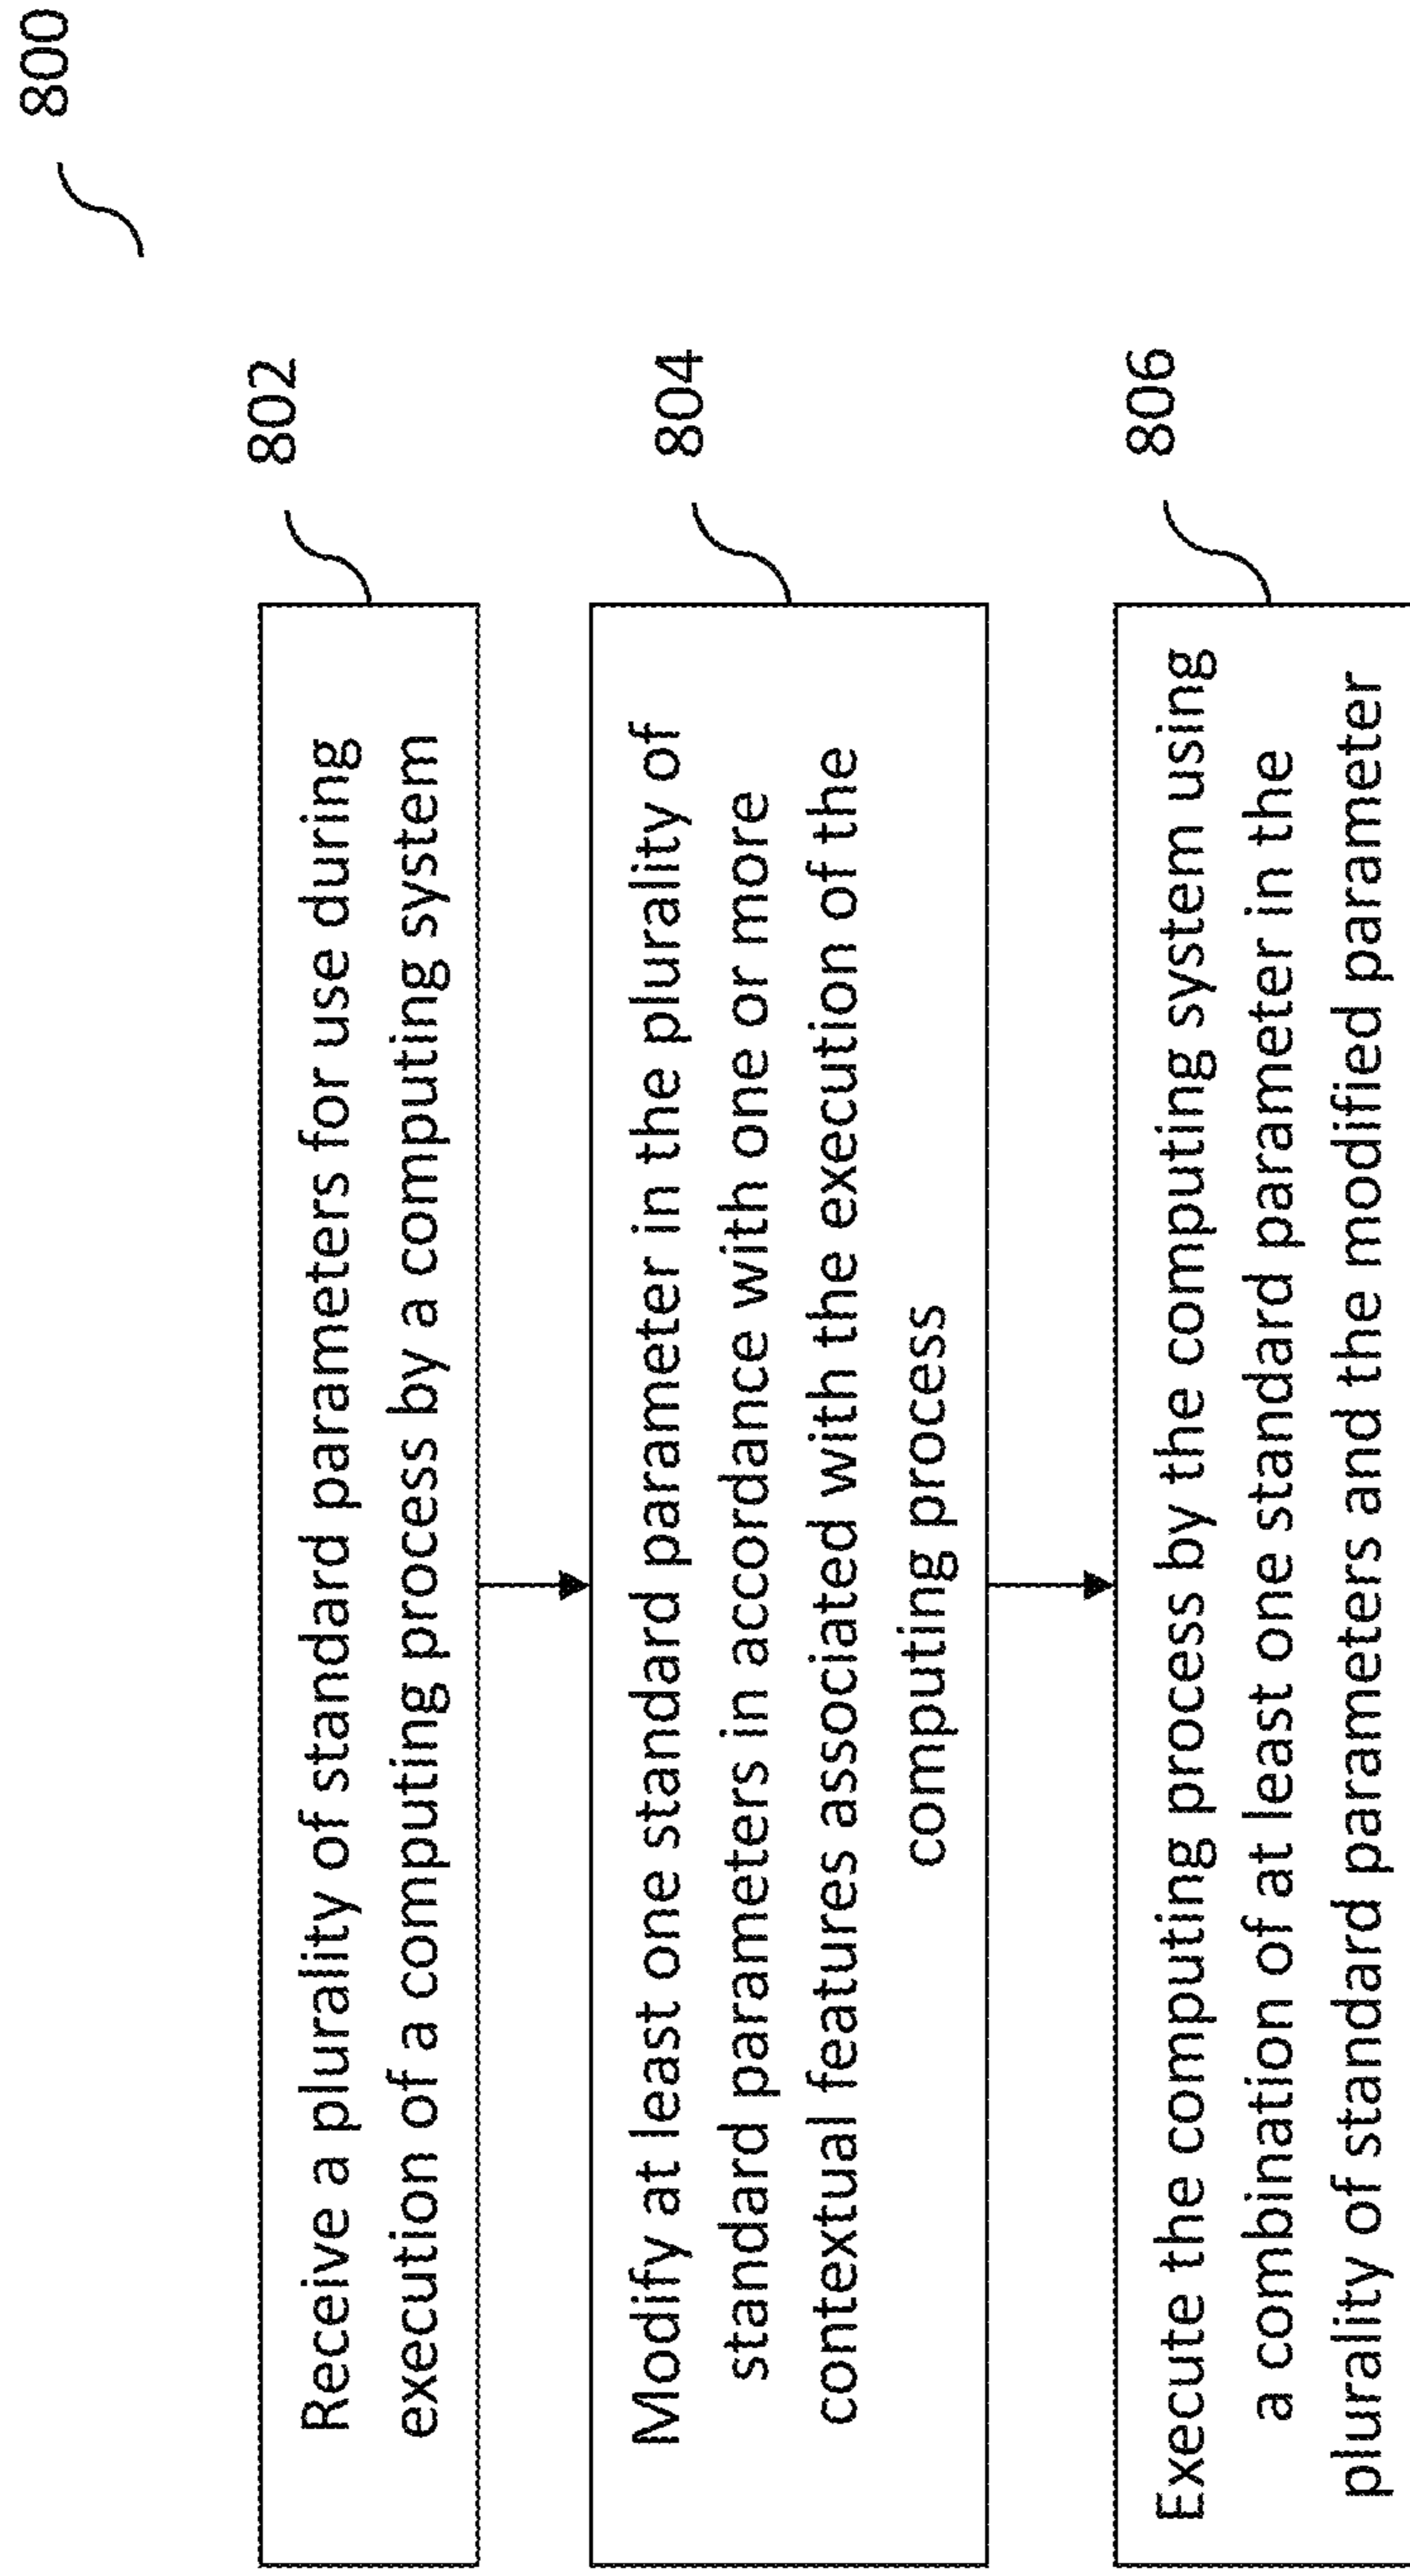 800
802
Receive a plurality of standard parameters for use during
execution of a computing process by a computing system
804
Modify at least one standard parameter in the plurality of
standard parameters in accordance with one or more
contextual features associated with the execution of the
computing process
806
Execute the computing process by the computing system using
a combination of at least one standard parameter in the
plurality of standard parameters and the modified parameter